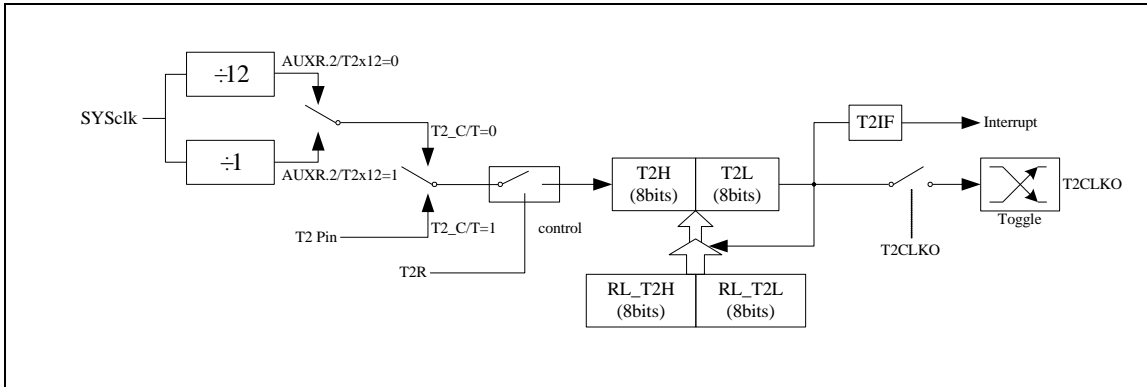 ÷12
AUXR.2/T2x12=0
SYSclk
÷1
AUXR.2/T2x12=1
T2_C/T=0
T2_C/T=1
T2 Pin
T2R
control
T2H
(8bits)
T2L
(8bits)
RL_T2H
(8bits)
RL_T2L
(8bits)
T2IF
Interrupt
T2CLKO
Toggle
T2CLKO